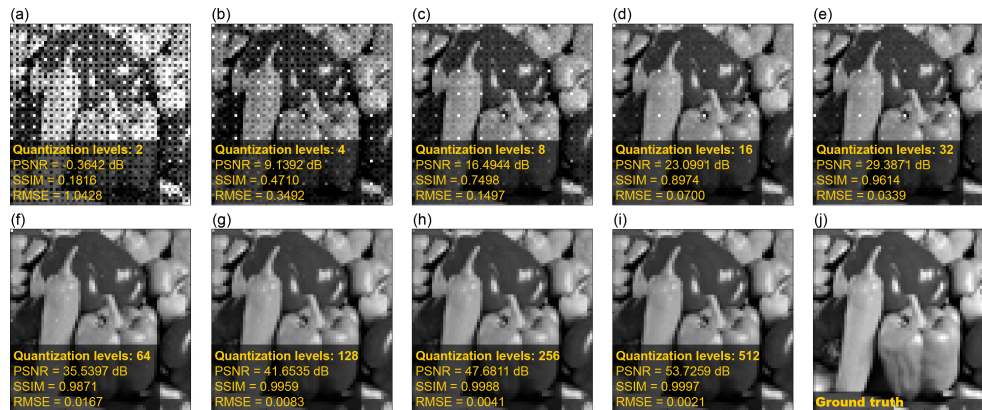 (a)
Quantization levels: 2
PSNR = -0.3642 dB
SSIM = 0.1816
RMSE = 1.0428
(b)
Quantization levels: 4
PSNR = 9.1392 dB
SSIM = 0.4710
RMSE = 0.3492
(c)
Quantization levels: 8
PSNR = 16.4944 dB
SSIM = 0.7498
RMSE = 0.1497
(d)
Quantization levels: 16
PSNR = 23.0991 dB
SSIM = 0.8974
RMSE = 0.0700
(e)
Quantization levels: 32
PSNR = 29.3871 dB
SSIM = 0.9614
RMSE = 0.0339
(f)
Quantization levels: 64
PSNR = 35.5397 dB
SSIM = 0.9871
RMSE = 0.0167
(g)
Quantization levels: 128
PSNR = 41.6535 dB
SSIM = 0.9959
RMSE = 0.0083
(h)
Quantization levels: 256
PSNR = 47.6811 dB
SSIM = 0.9988
RMSE = 0.0041
(i)
Quantization levels: 512
PSNR = 53.7259 dB
SSIM = 0.9997
RMSE = 0.0021
(j)
Ground truth